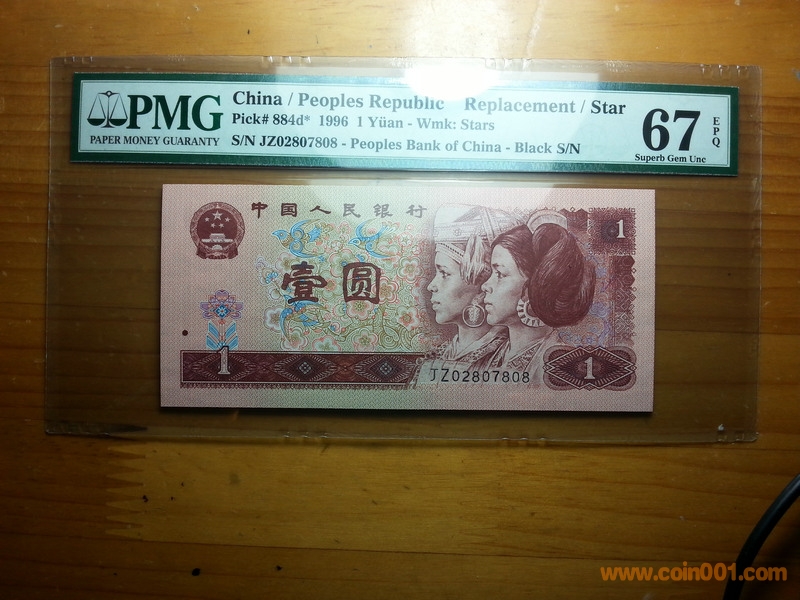 PMG
PAPER MONEY GUARANTY
China / Peoples Republic Replacement / Star
Pick# 884d* 1996 1 Yüan - Wmk: Stars
S/N JZ02807808 - Peoples Bank of China - Black S/N
67
EPQ
Superb Gem Unc
中国人民银行
1
壹圆
1
JZ02807808
1
www.coin001.com